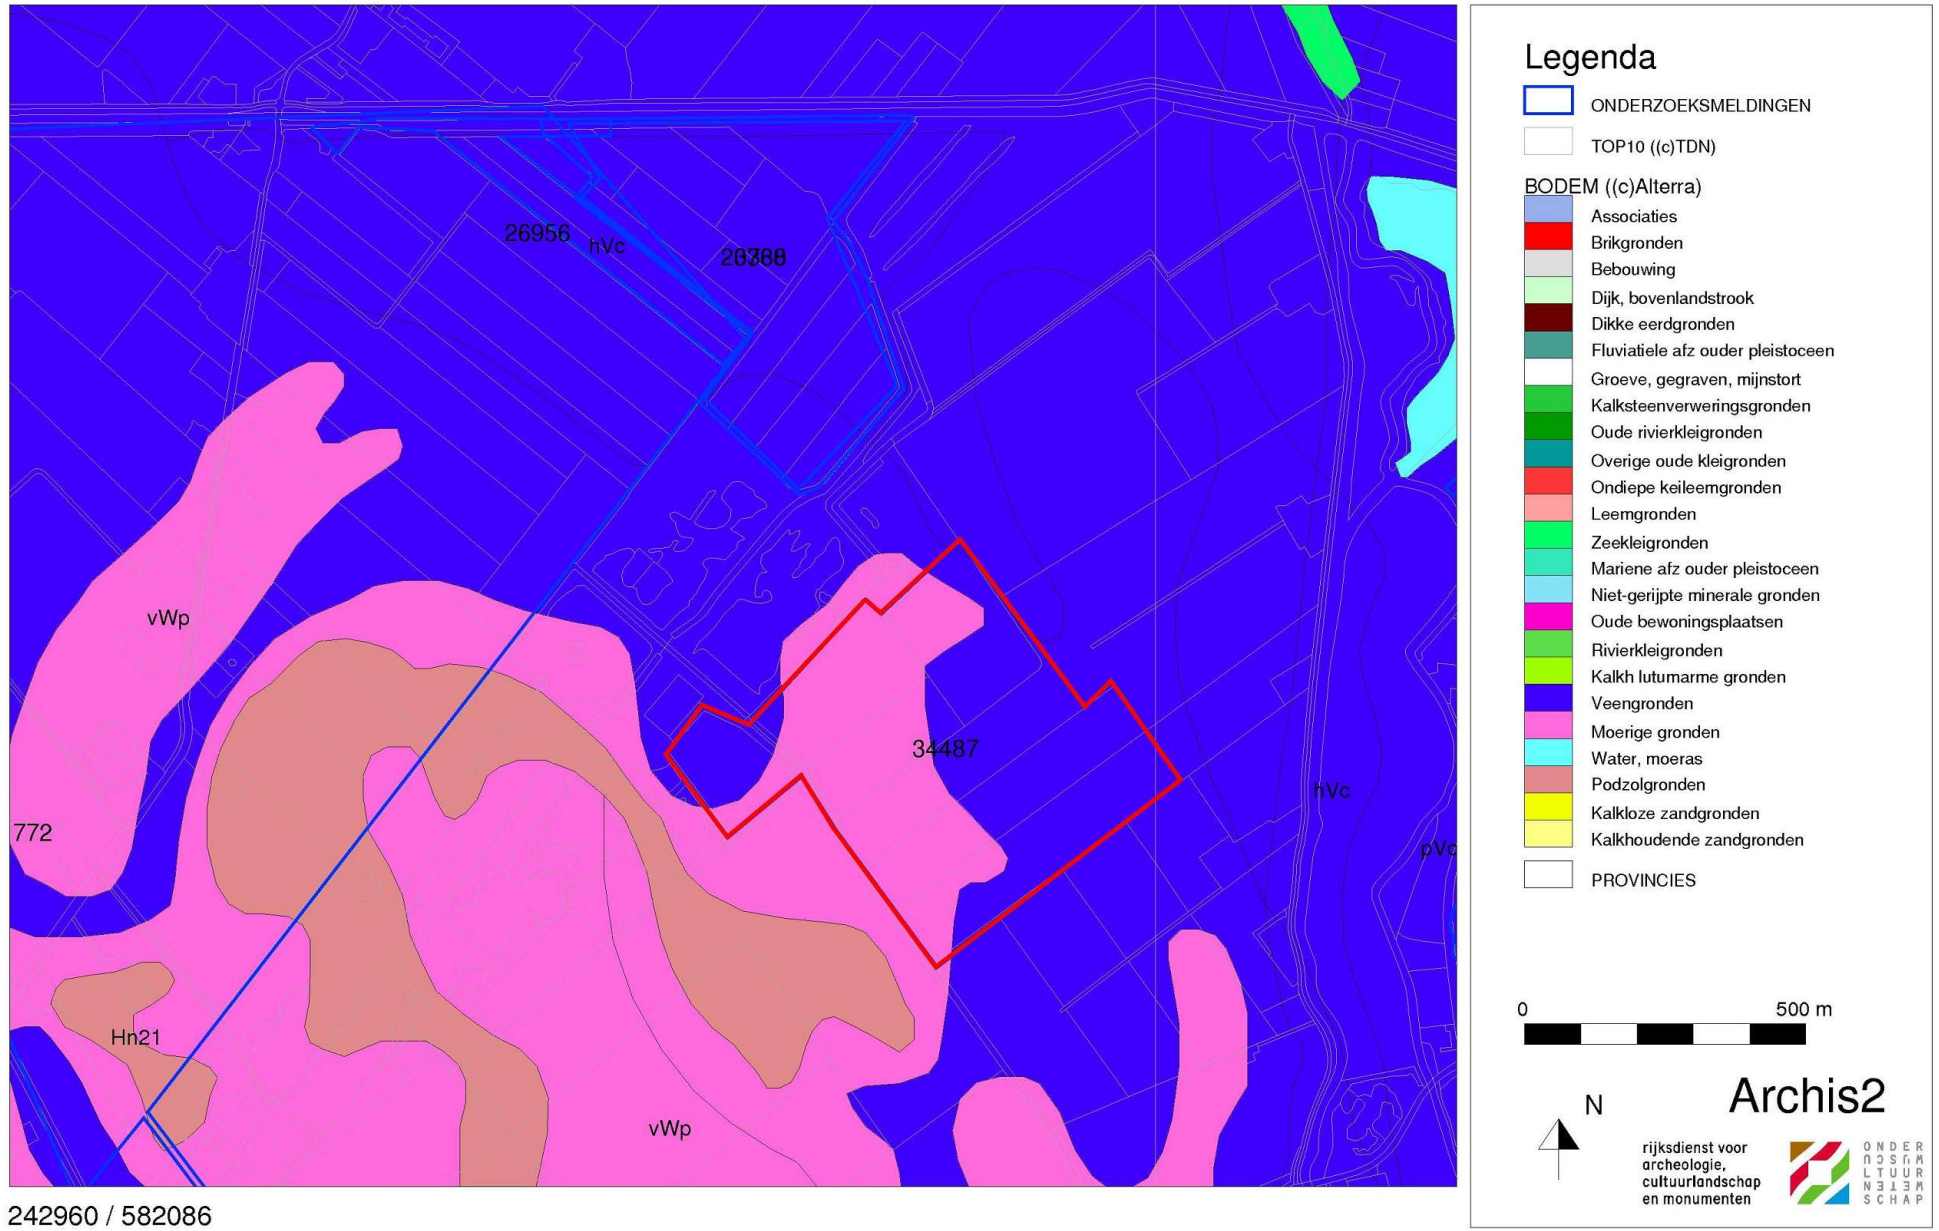 26956
hVc
vWp
34487
hVc
772
Hn21
vWp
242960 / 582086
Legenda
ONDERZOEKSMELDINGEN
TOP10 ((c)TDN)
BODEM ((c)Alterra)
Associaties
Brikgronden
Bebouwing
Dijk, bovenlandstrook
Dikke eerdgronden
Fluviatiele afz ouder pleistoceen
Groeve, gegraven, mijnstort
Kalksteenverweringsgronden
Oude rivierkleigronden
Overige oude kleigronden
Ondiepe keileemgronden
Leemgronden
Zeekleigronden
Mariene afz ouder pleistoceen
Niet-gerijpte minerale gronden
Oude bewoningsplaatsen
Rivierkleigronden
Kalkh lutumarme gronden
Veengronden
Moerige gronden
Water, moeras
Podzolgronden
Kalkloze zandgronden
Kalkhoudende zandgronden
PROVINCIES
0 500 m
N
Archis2
rijksdienst voor
archeologie,
cultuurlandschap
en monumenten